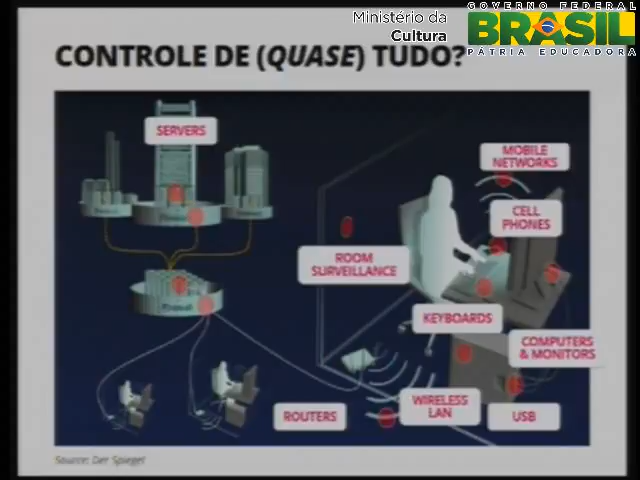 Ministério da
Cultura
GOVERNO FEDERAL
BRASIL
PÁTRIA EDUCADORA
CONTROLE DE (QUASE) TUDO?
SERVERS
MOBILE
NETWORKS
CELL
PHONES
ROOM
SURVEILLANCE
KEYBOARDS
COMPUTERS
& MONITORS
ROUTERS
WIRELESS
LAN
USB
Source: Der Spiegel